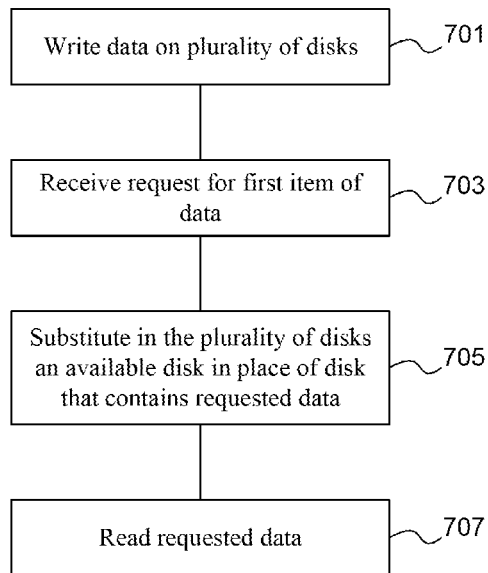 Write data on plurality of disks
701
Receive request for first item of
data
703
Substitute in the plurality of disks
an available disk in place of disk
that contains requested data
705
Read requested data
707